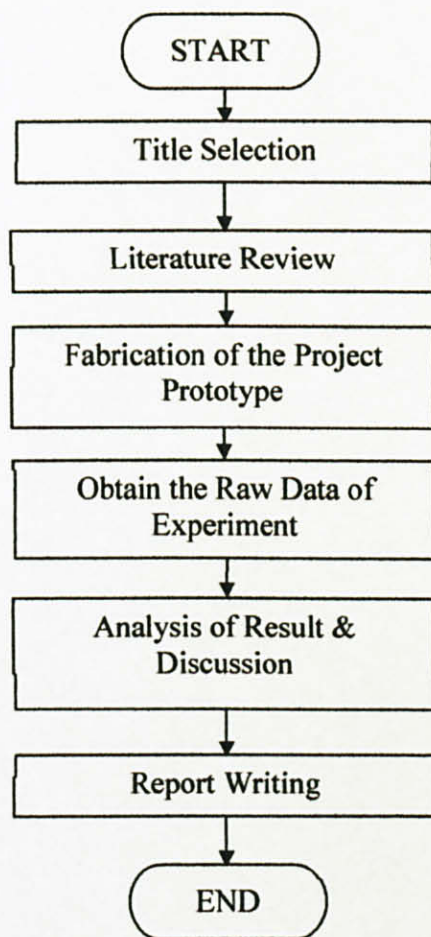 START
Title Selection
Literature Review
Fabrication of the Project
Prototype
Obtain the Raw Data of
Experiment
Analysis of Result &
Discussion
Report Writing
END